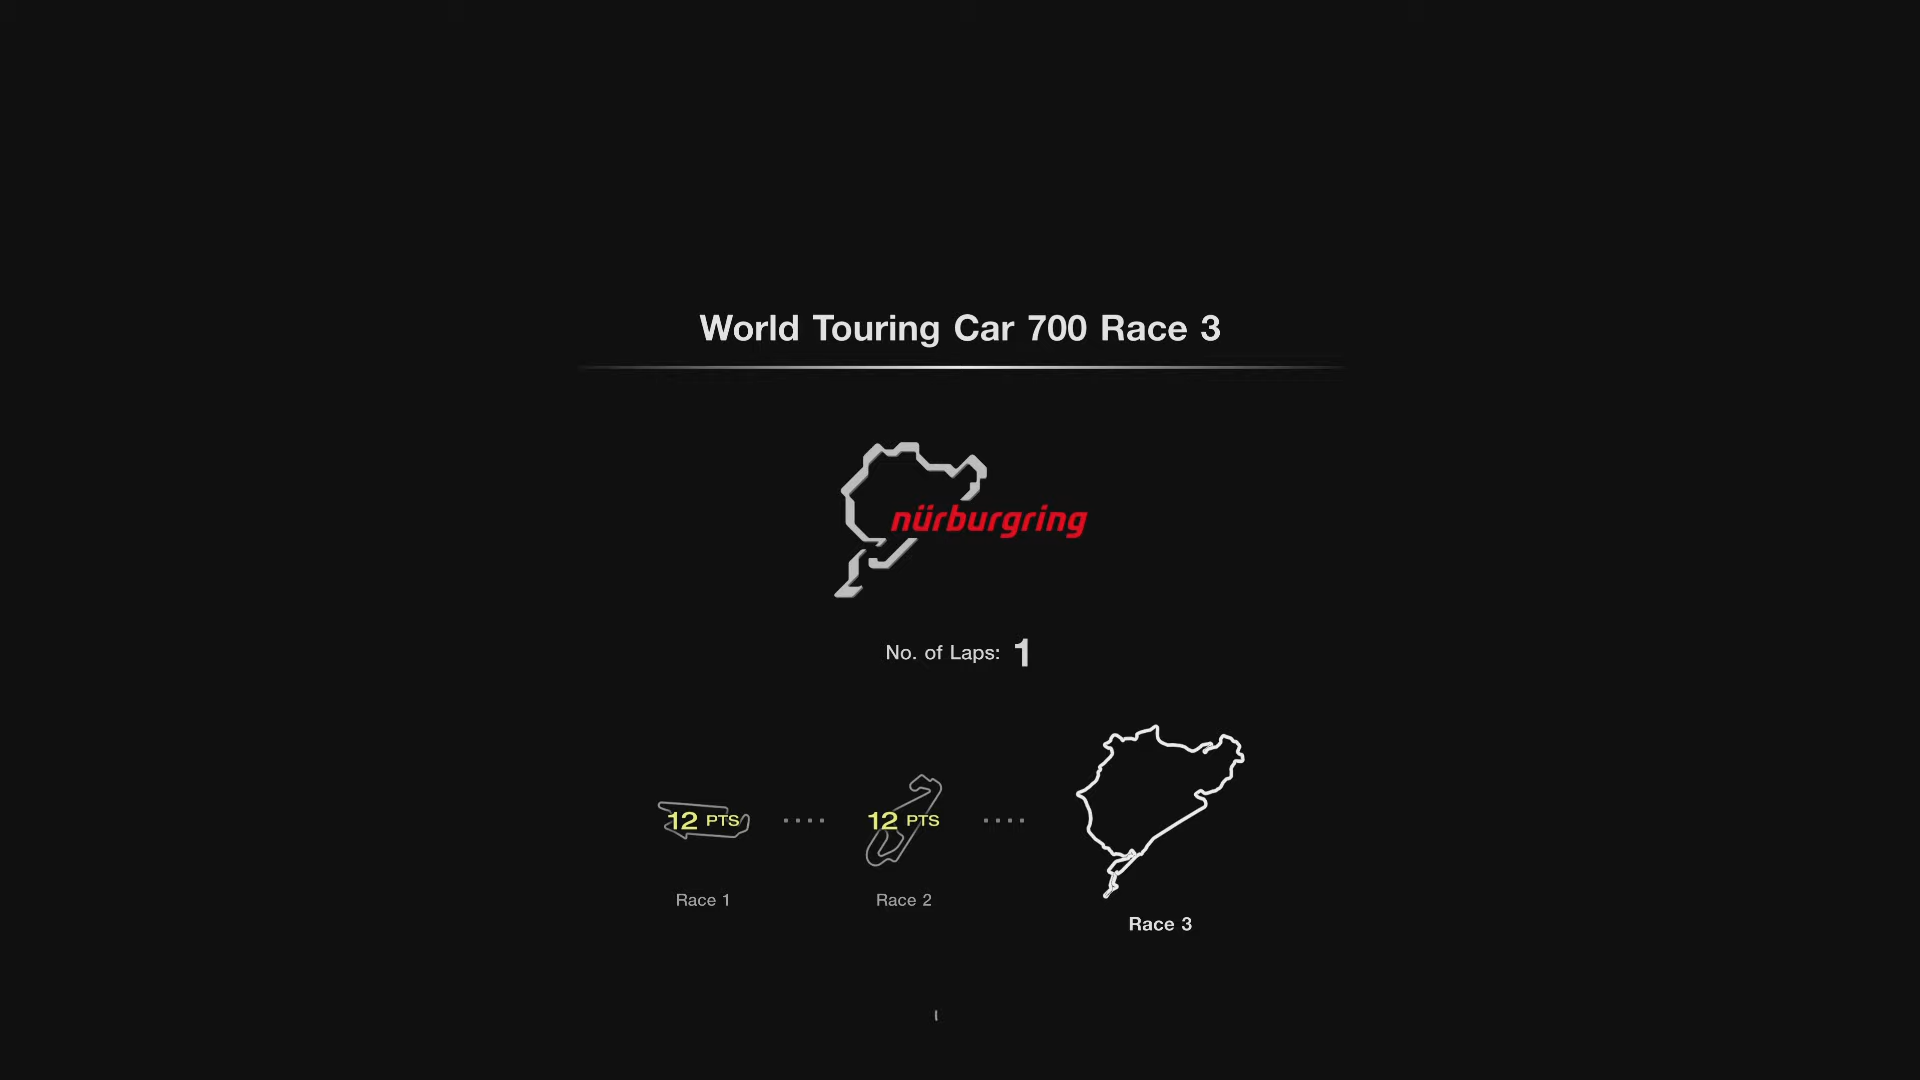 World Touring Car 700 Race 3
nürburgring
No. of Laps: 1
12 PTS
12 PTS
Race 1
Race 2
Race 3